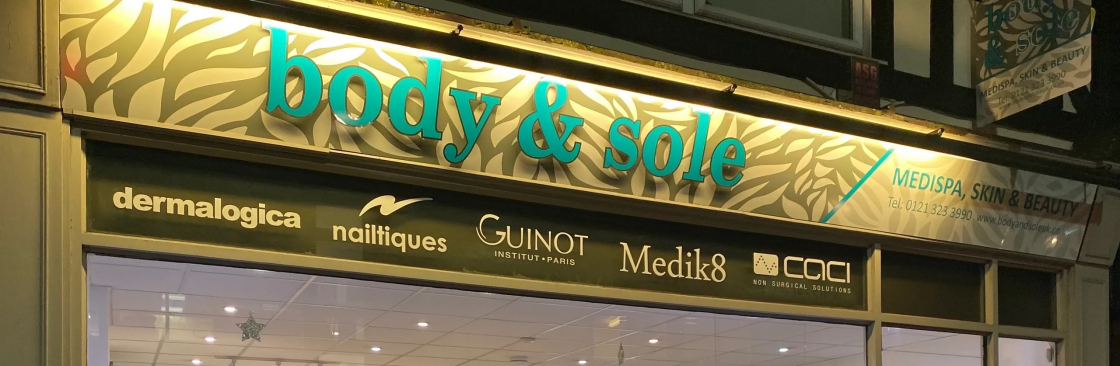 body & sole
MEDISPA, SKIN & BEAUTY
Tel: 0121 323 3990
dermalogica
nailtiques
GUINOT
INSTITUT • PARIS
Medik8
CACI
NON SURGICAL SOLUTIONS
body
& sole
MEDISPA, SKIN & BEAUTY